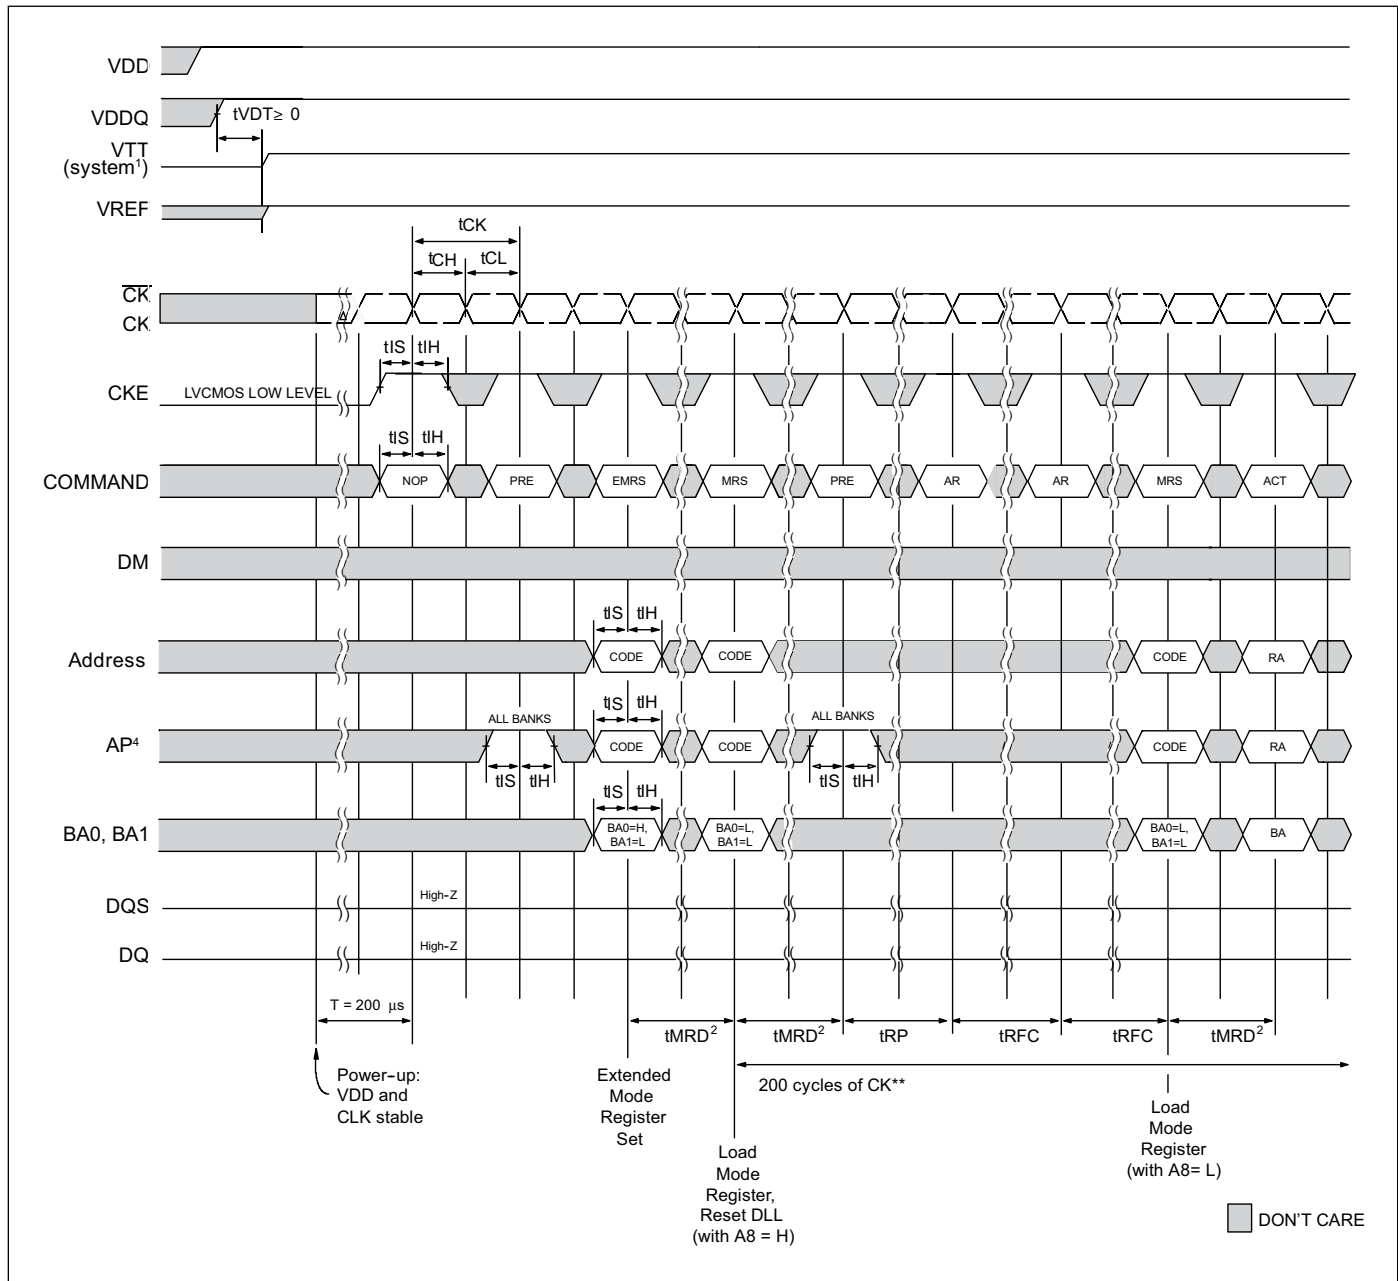 VDD
VDDQ
tVDT≥ 0
VTT
(system¹)
VREF
tCK
tCH
tCL
CK
CK
tIS
tIH
CKE
LVCMOS LOW LEVEL
tIS
tIH
COMMAND
NOP
PRE
EMRS
MRS
PRE
AR
AR
MRS
ACT
DM
tIS
tIH
Address
CODE
CODE
CODE
RA
ALL BANKS
tIS
tIH
ALL BANKS
AP⁴
CODE
CODE
CODE
RA
tIS
tIH
tIS
tIH
tIS
tIH
BA0, BA1
BA0=H,
BA1=L
BA0=L,
BA1=L
BA0=L,
BA1=L
BA
DQS
High-Z
DQ
High-Z
T = 200 µs
tMRD²
tMRD²
tRP
tRFC
tRFC
tMRD²
Power-up:
VDD and
CLK stable
Extended
Mode
Register
Set
200 cycles of CK**
Load
Mode
Register,
Reset DLL
(with A8 = H)
Load
Mode
Register
(with A8= L)
DON'T CARE